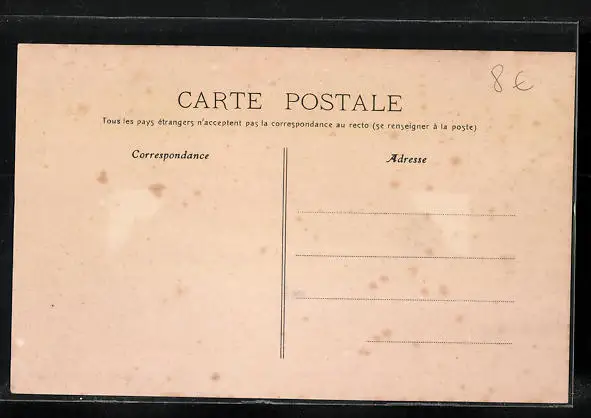 8€
CARTE POSTALE
Tous les pays étrangers n'acceptent pas la correspondance au recto (se renseigner à la poste)
Correspondance
Adresse